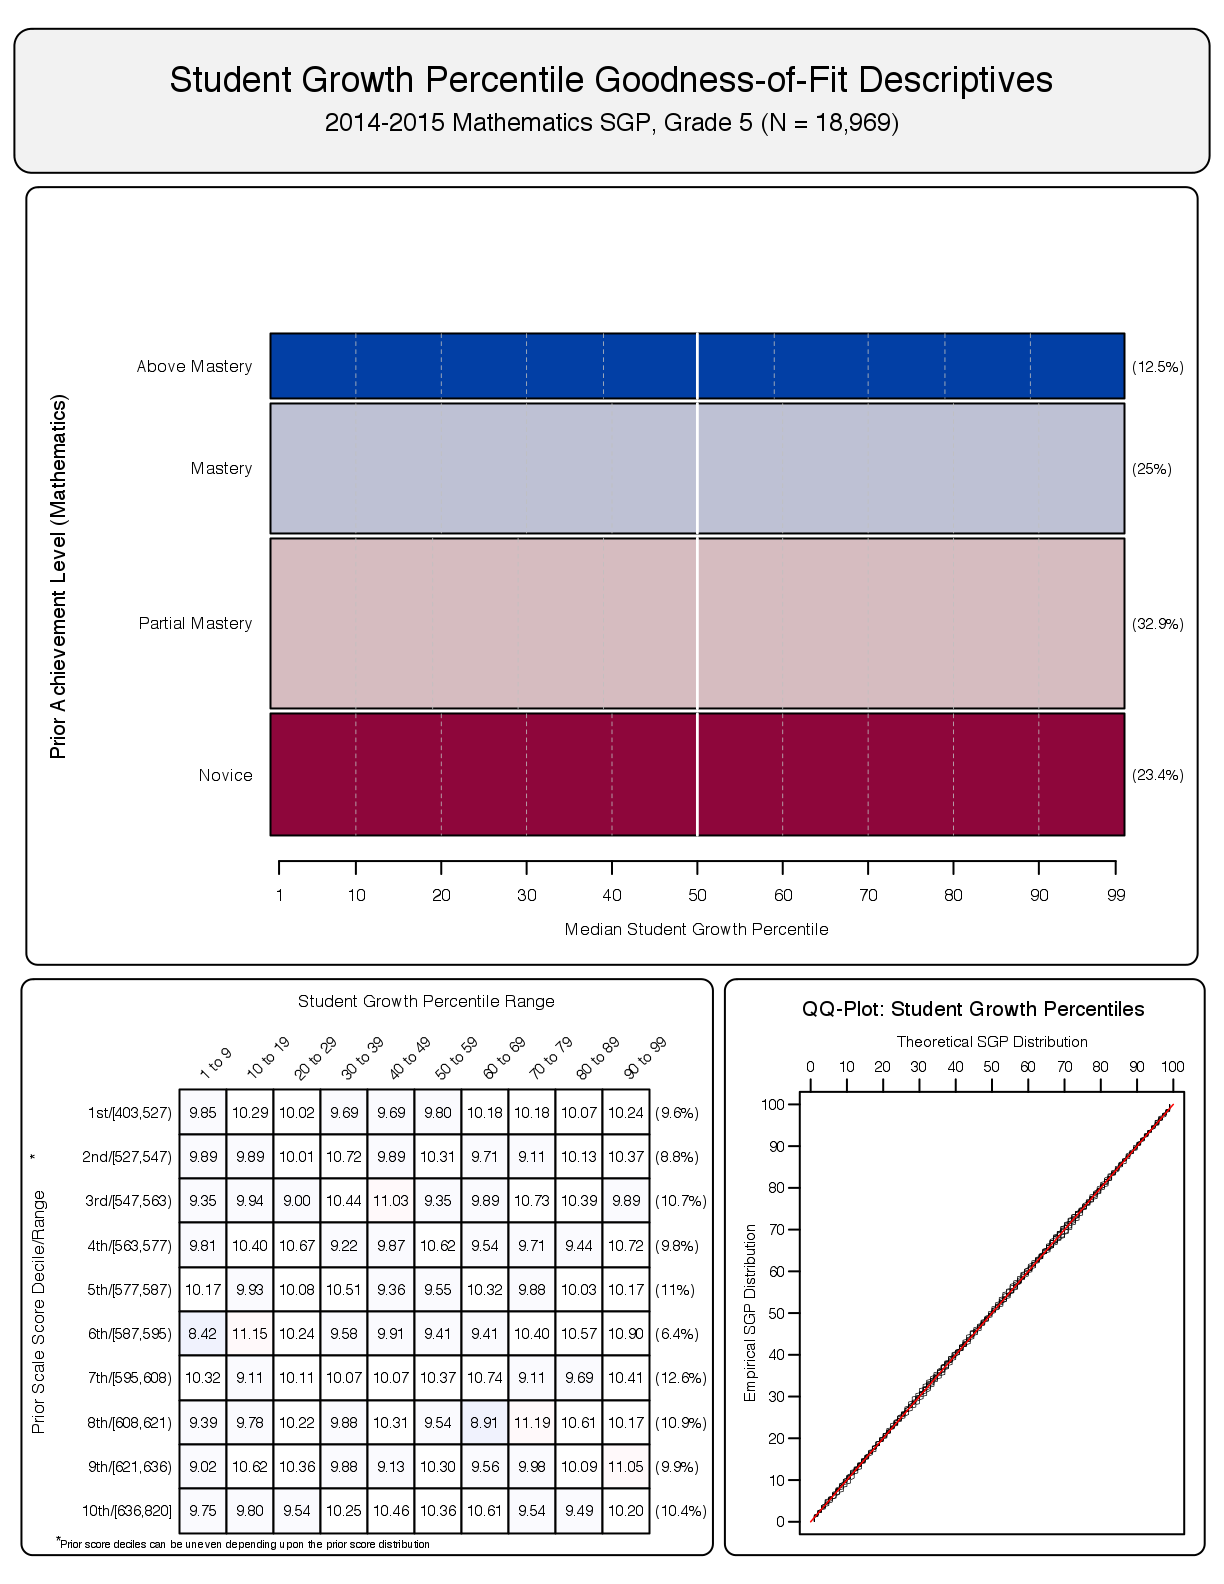 Student Growth Percentile Goodness-of-Fit Descriptives
2014-2015 Mathematics SGP, Grade 5 (N = 18,969)
Prior Achievement Level (Mathematics)
Above Mastery (12.5%)
Mastery (25%)
Partial Mastery (32.9%)
Novice (23.4%)
1 10 20 30 40 50 60 70 80 90 99
Median Student Growth Percentile
Student Growth Percentile Range
1 to 9 10 to 19 20 to 29 30 to 39 40 to 49 50 to 59 60 to 69 70 to 79 80 to 89 90 to 99
Prior Scale Score Decile/Range *
1st/[403,527) 9.85 10.29 10.02 9.69 9.69 9.80 10.18 10.18 10.07 10.24 (9.6%)
2nd/[527,547) 9.89 9.89 10.01 10.72 9.89 10.31 9.71 9.11 10.13 10.37 (8.8%)
3rd/[547,563) 9.35 9.94 9.00 10.44 11.03 9.35 9.89 10.73 10.39 9.89 (10.7%)
4th/[563,577) 9.81 10.40 10.67 9.22 9.87 10.62 9.54 9.71 9.44 10.72 (9.8%)
5th/[577,587) 10.17 9.93 10.08 10.51 9.36 9.55 10.32 9.88 10.03 10.17 (11%)
6th/[587,595) 8.42 11.15 10.24 9.58 9.91 9.41 9.41 10.40 10.57 10.90 (6.4%)
7th/[595,608) 10.32 9.11 10.11 10.07 10.07 10.37 10.74 9.11 9.69 10.41 (12.6%)
8th/[608,621) 9.39 9.78 10.22 9.88 10.31 9.54 8.91 11.19 10.61 10.17 (10.9%)
9th/[621,636) 9.02 10.62 10.36 9.88 9.13 10.30 9.56 9.98 10.09 11.05 (9.9%)
10th/[636,820] 9.75 9.80 9.54 10.25 10.46 10.36 10.61 9.54 9.49 10.20 (10.4%)
*Prior score deciles can be uneven depending upon the prior score distribution
QQ-Plot: Student Growth Percentiles
Theoretical SGP Distribution
0 10 20 30 40 50 60 70 80 90 100
Empirical SGP Distribution
100
90
80
70
60
50
40
30
20
10
0